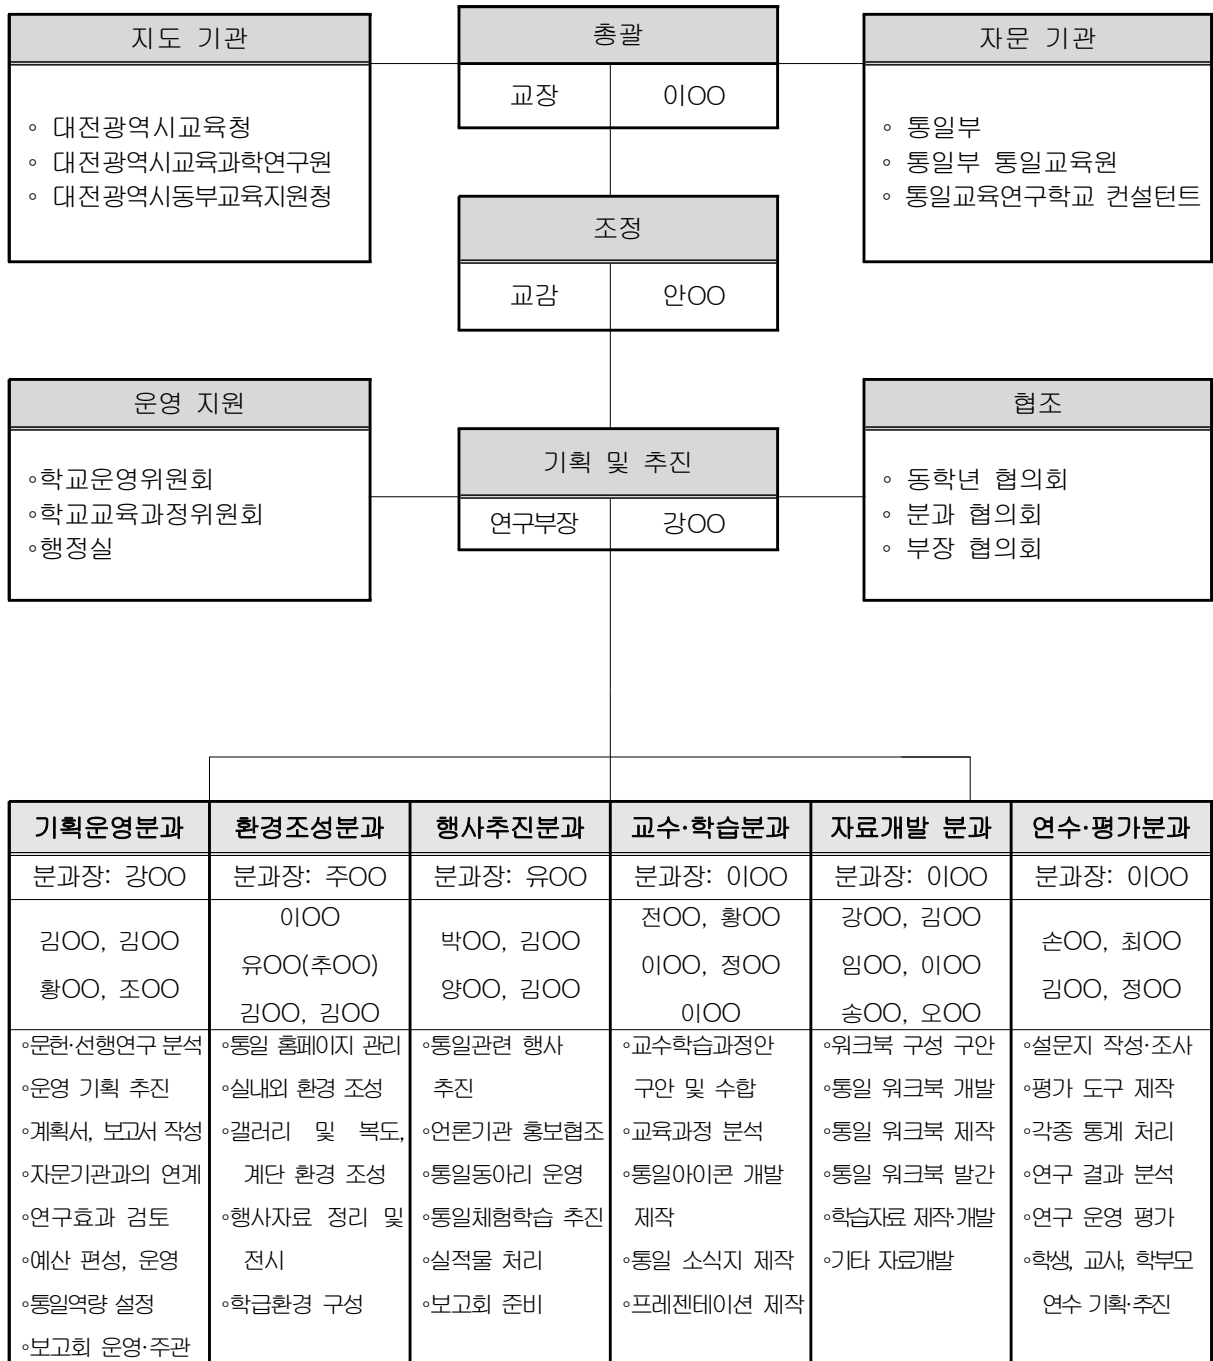 지도 기관
◦ 대전광역시교육청
◦ 대전광역시교육과학연구원
◦ 대전광역시동부교육지원청
총괄
교장 이OO
자문 기관
◦ 통일부
◦ 통일부 통일교육원
◦ 통일교육연구학교 컨설턴트
조정
교감 안OO
운영 지원
◦학교운영위원회
◦학교교육과정위원회
◦행정실
기획 및 추진
연구부장 강OO
협조
◦ 동학년 협의회
◦ 분과 협의회
◦ 부장 협의회
기획운영분과
분과장: 강OO
김OO, 김OO
황OO, 조OO
◦문헌·선행연구 분석
◦운영 기획 추진
◦계획서, 보고서 작성
◦자문기관과의 연계
◦연구효과 검토
◦예산 편성, 운영
◦통일역량 설정
◦보고회 운영·주관
환경조성분과
분과장: 주OO
이OO
유OO(추OO)
김OO, 김OO
◦통일 홈페이지 관리
◦실내외 환경 조성
◦갤러리 및 복도,
계단 환경 조성
◦행사자료 정리 및
전시
◦학급환경 구성
행사추진분과
분과장: 유OO
박OO, 김OO
양OO, 김OO
◦통일관련 행사
추진
◦언론기관 홍보협조
◦통일동아리 운영
◦통일체험학습 추진
◦실적물 처리
◦보고회 준비
교수·학습분과
분과장: 이OO
전OO, 황OO
이OO, 정OO
이OO
◦교수학습과정안
구안 및 수합
◦교육과정 분석
◦통일아이콘 개발
제작
◦통일 소식지 제작
◦프레젠테이션 제작
자료개발 분과
분과장: 이OO
강OO, 김OO
임OO, 이OO
송OO, 오OO
◦워크북 구성 구안
◦통일 워크북 개발
◦통일 워크북 제작
◦통일 워크북 발간
◦학습자료 제작·개발
◦기타 자료개발
연수·평가분과
분과장: 이OO
손OO, 최OO
김OO, 정OO
◦설문지 작성·조사
◦평가 도구 제작
◦각종 통계 처리
◦연구 결과 분석
◦연구 운영 평가
◦학생, 교사, 학부모
연수 기획·추진